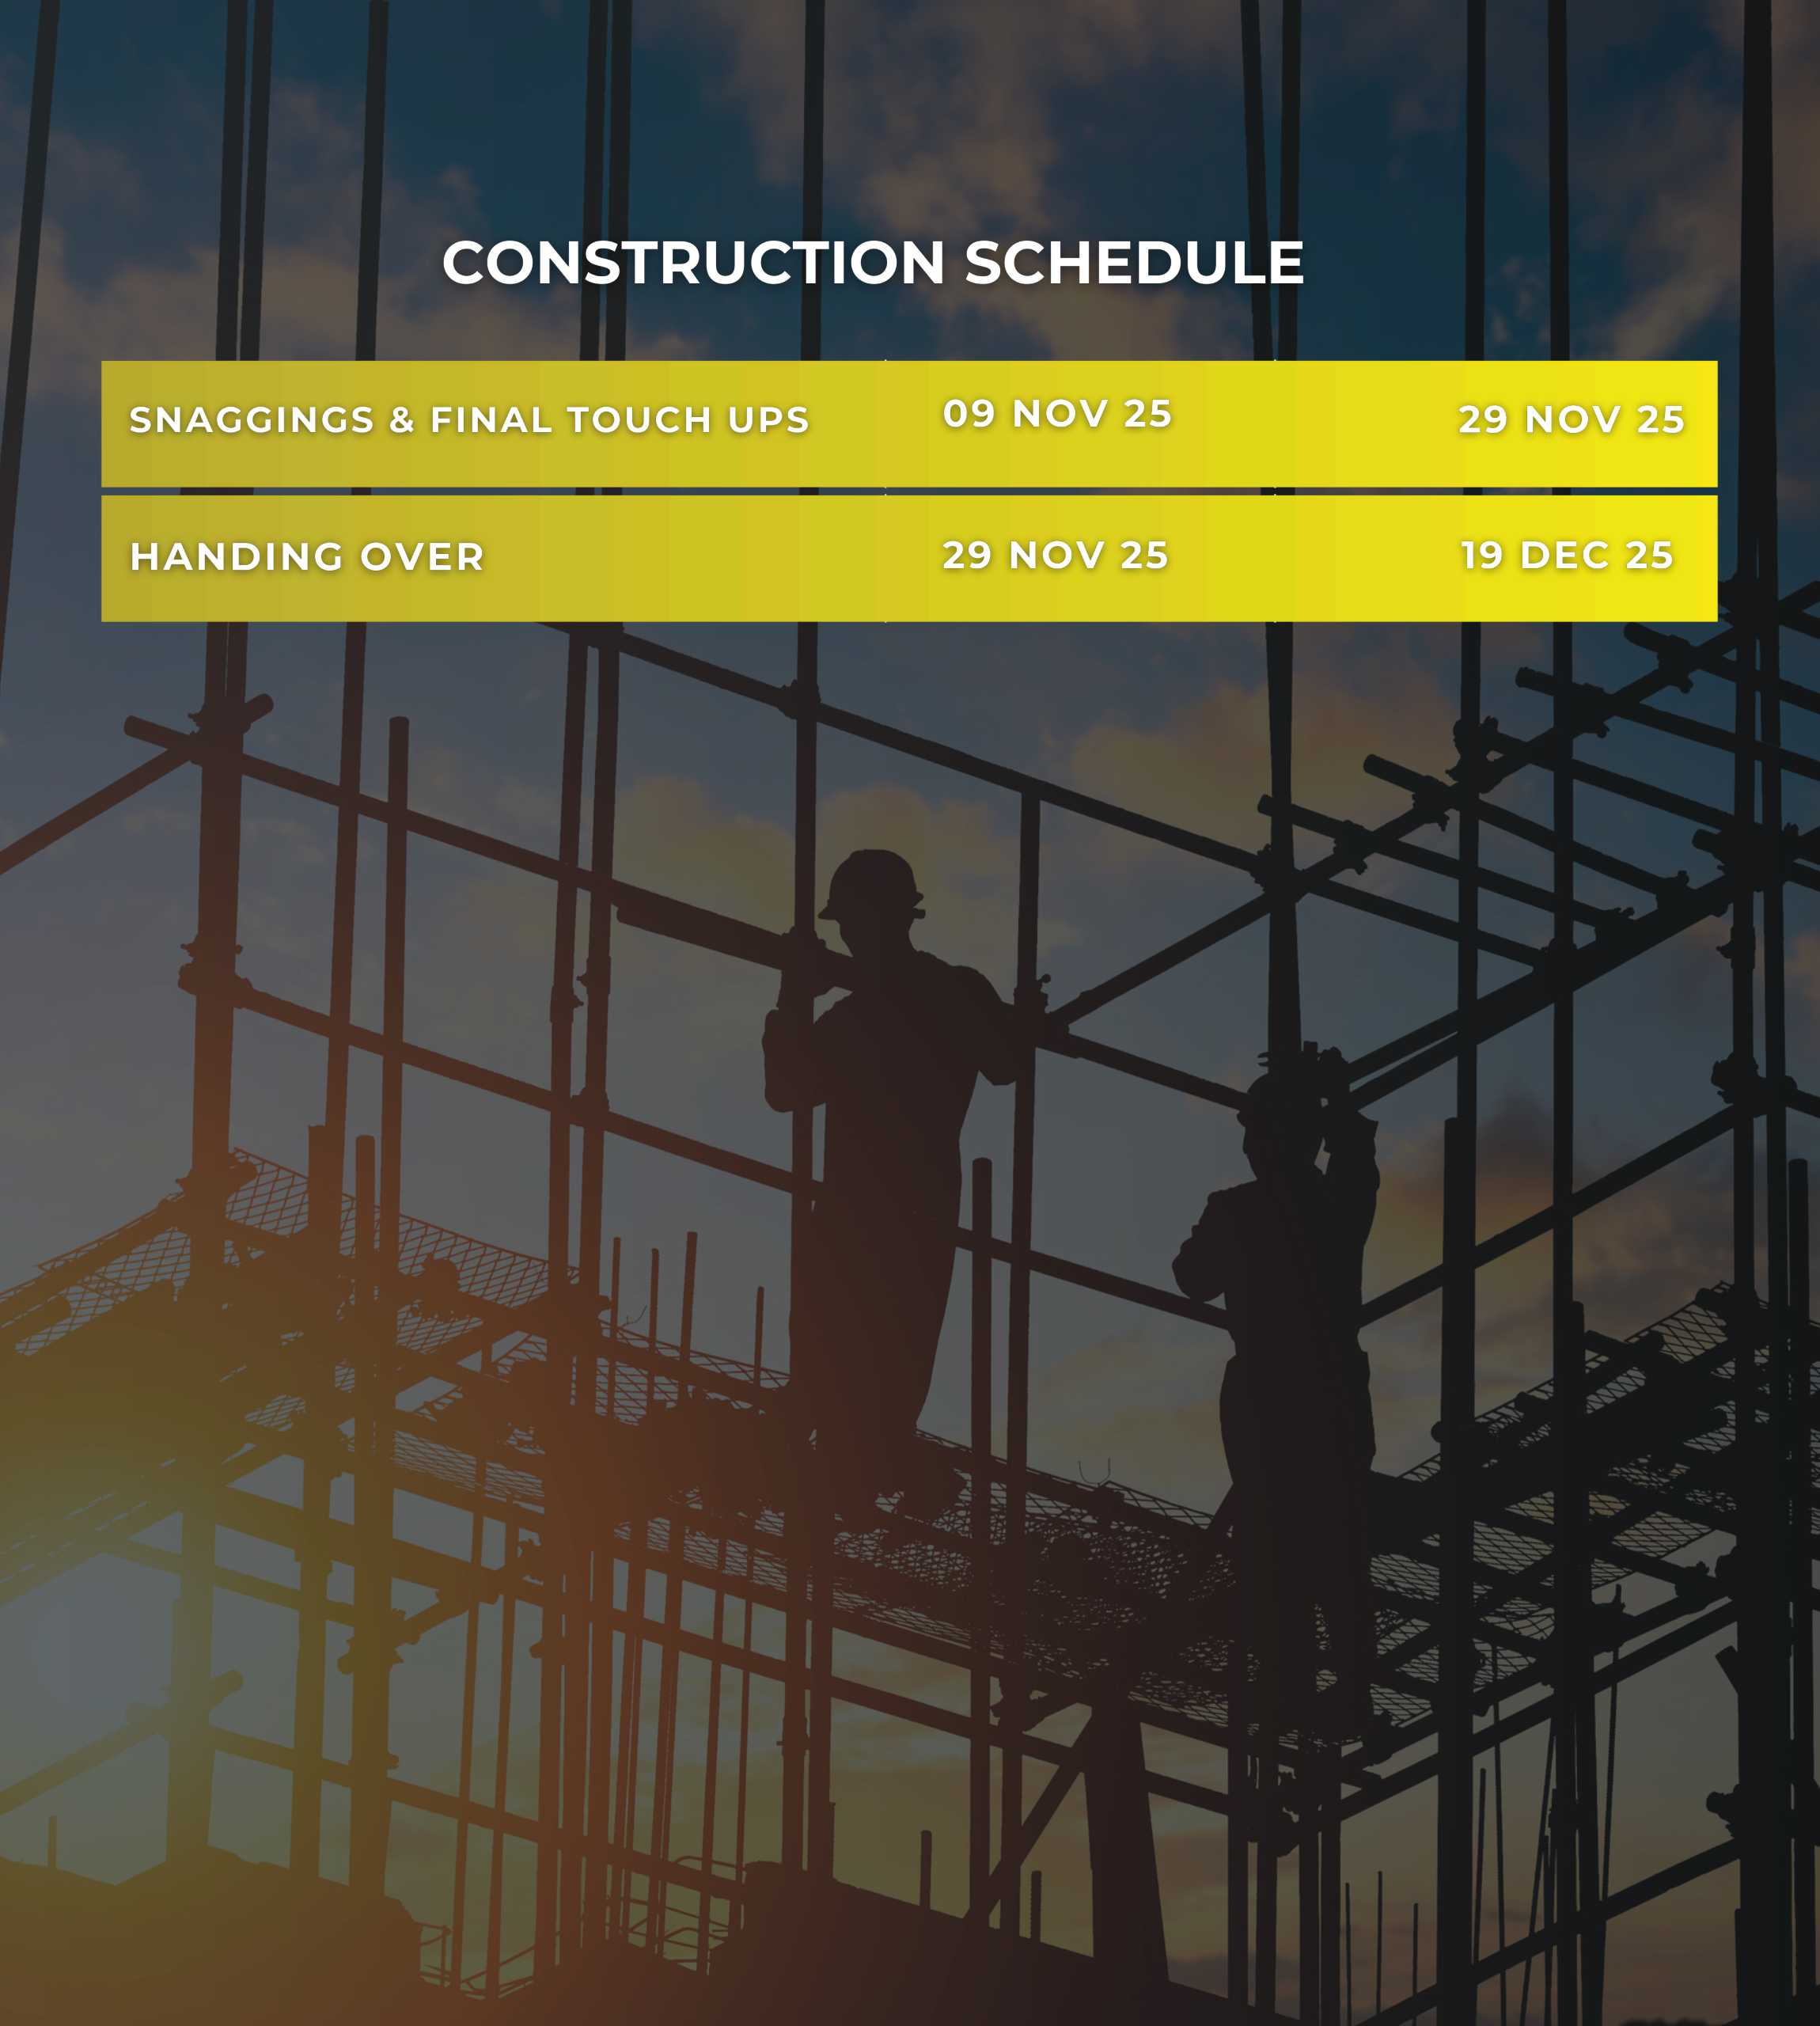 CONSTRUCTION SCHEDULE
SNAGGINGS & FINAL TOUCH UPS 09 NOV 25 29 NOV 25
HANDING OVER 29 NOV 25 19 DEC 25